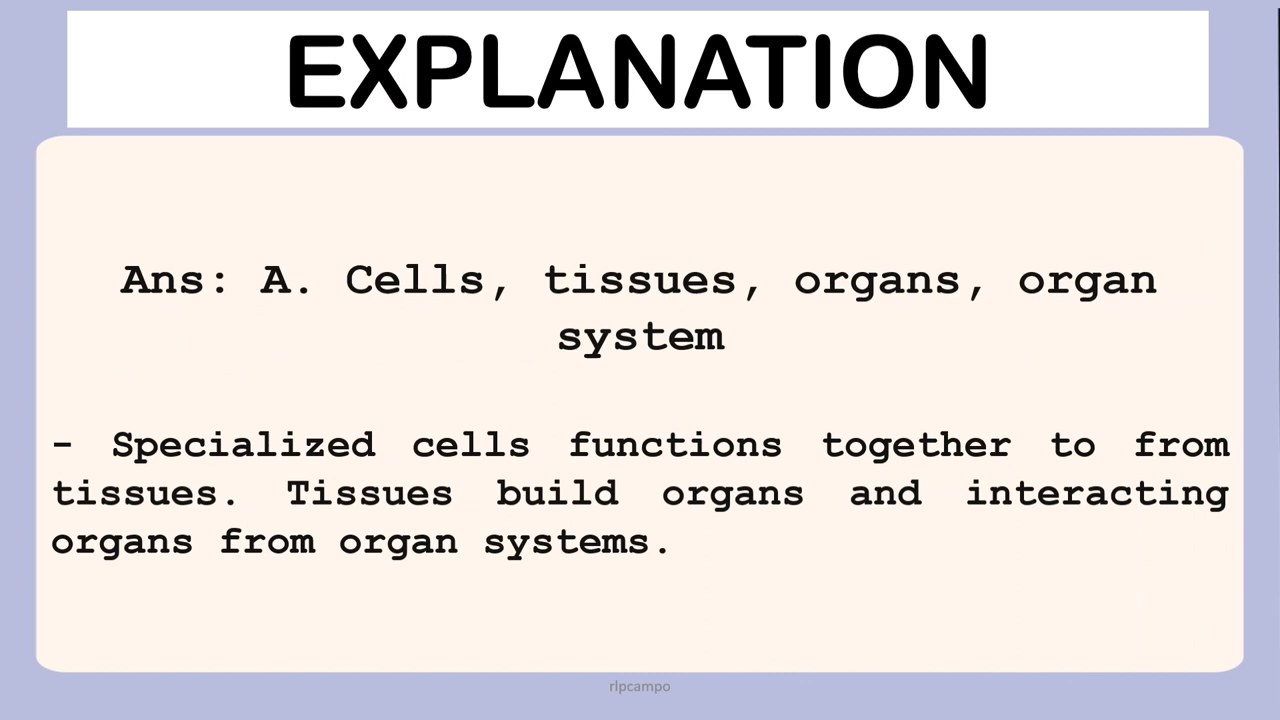 EXPLANATION
Ans: A. Cells, tissues, organs, organ
system
- Specialized cells functions together to from
tissues. Tissues build organs and interacting
organs from organ systems.
rlpcampo